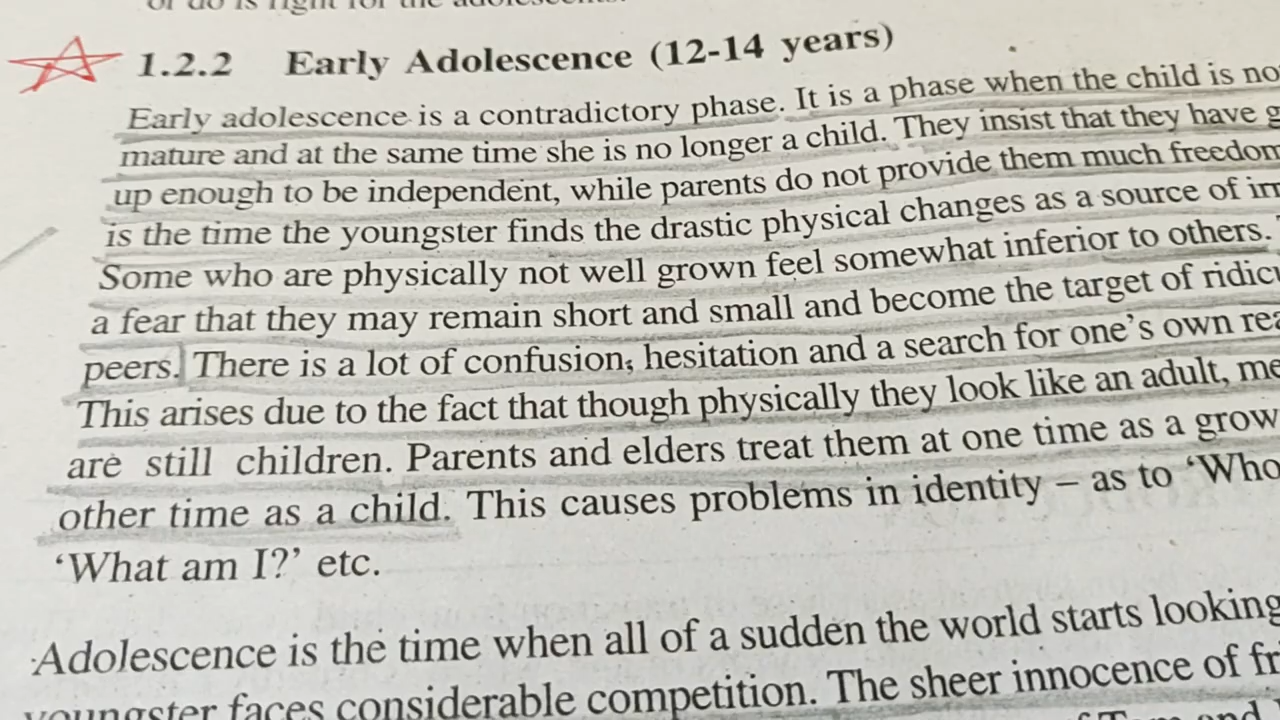 1.2.2 Early Adolescence (12-14 years)
Early adolescence is a contradictory phase. It is a phase when the child is
mature and at the same time she is no longer a child. They insist that they have
up enough to be independent, while parents do not provide them much freedom
is the time the youngster finds the drastic physical changes as a source of
Some who are physically not well grown feel somewhat inferior to others.
a fear that they may remain short and small and become the target of
peers. There is a lot of confusion, hesitation and a search for one's own
This arises due to the fact that though physically they look like an adult,
are still children. Parents and elders treat them at one time as a
other time as a child. This causes problems in identity – as to 'Who
'What am I?' etc.
Adolescence is the time when all of a sudden the world starts looking
youngster faces considerable competition. The sheer innocence of